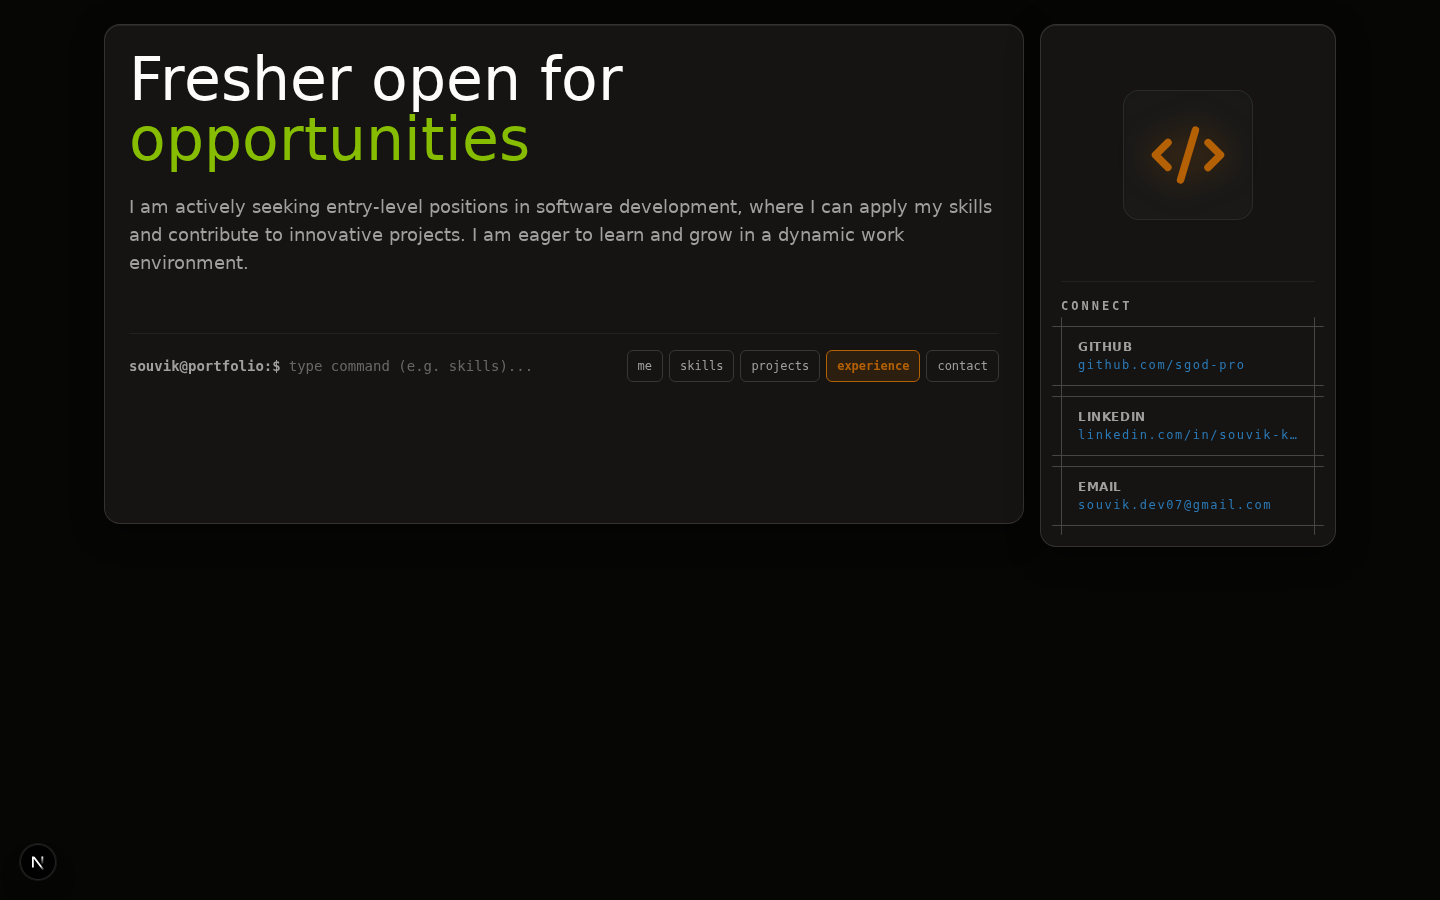 Fresher open for
opportunities
I am actively seeking entry-level positions in software development, where I can apply my skills
and contribute to innovative projects. I am eager to learn and grow in a dynamic work
environment.
souvik@portfolio:$ type command (e.g. skills)...
me
skills
projects
experience
contact
CONNECT
GITHUB
github.com/sgod-pro
LINKEDIN
linkedin.com/in/souvik-k…
EMAIL
souvik.dev07@gmail.com